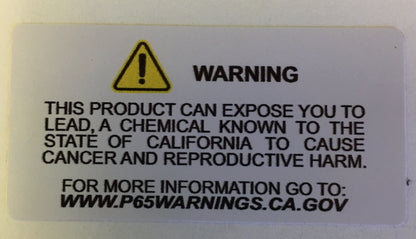 WARNING
THIS PRODUCT CAN EXPOSE YOU TO
LEAD, A CHEMICAL KNOWN TO THE
STATE OF CALIFORNIA TO CAUSE
CANCER AND REPRODUCTIVE HARM.
FOR MORE INFORMATION GO TO:
WWW.P65WARNINGS.CA.GOV